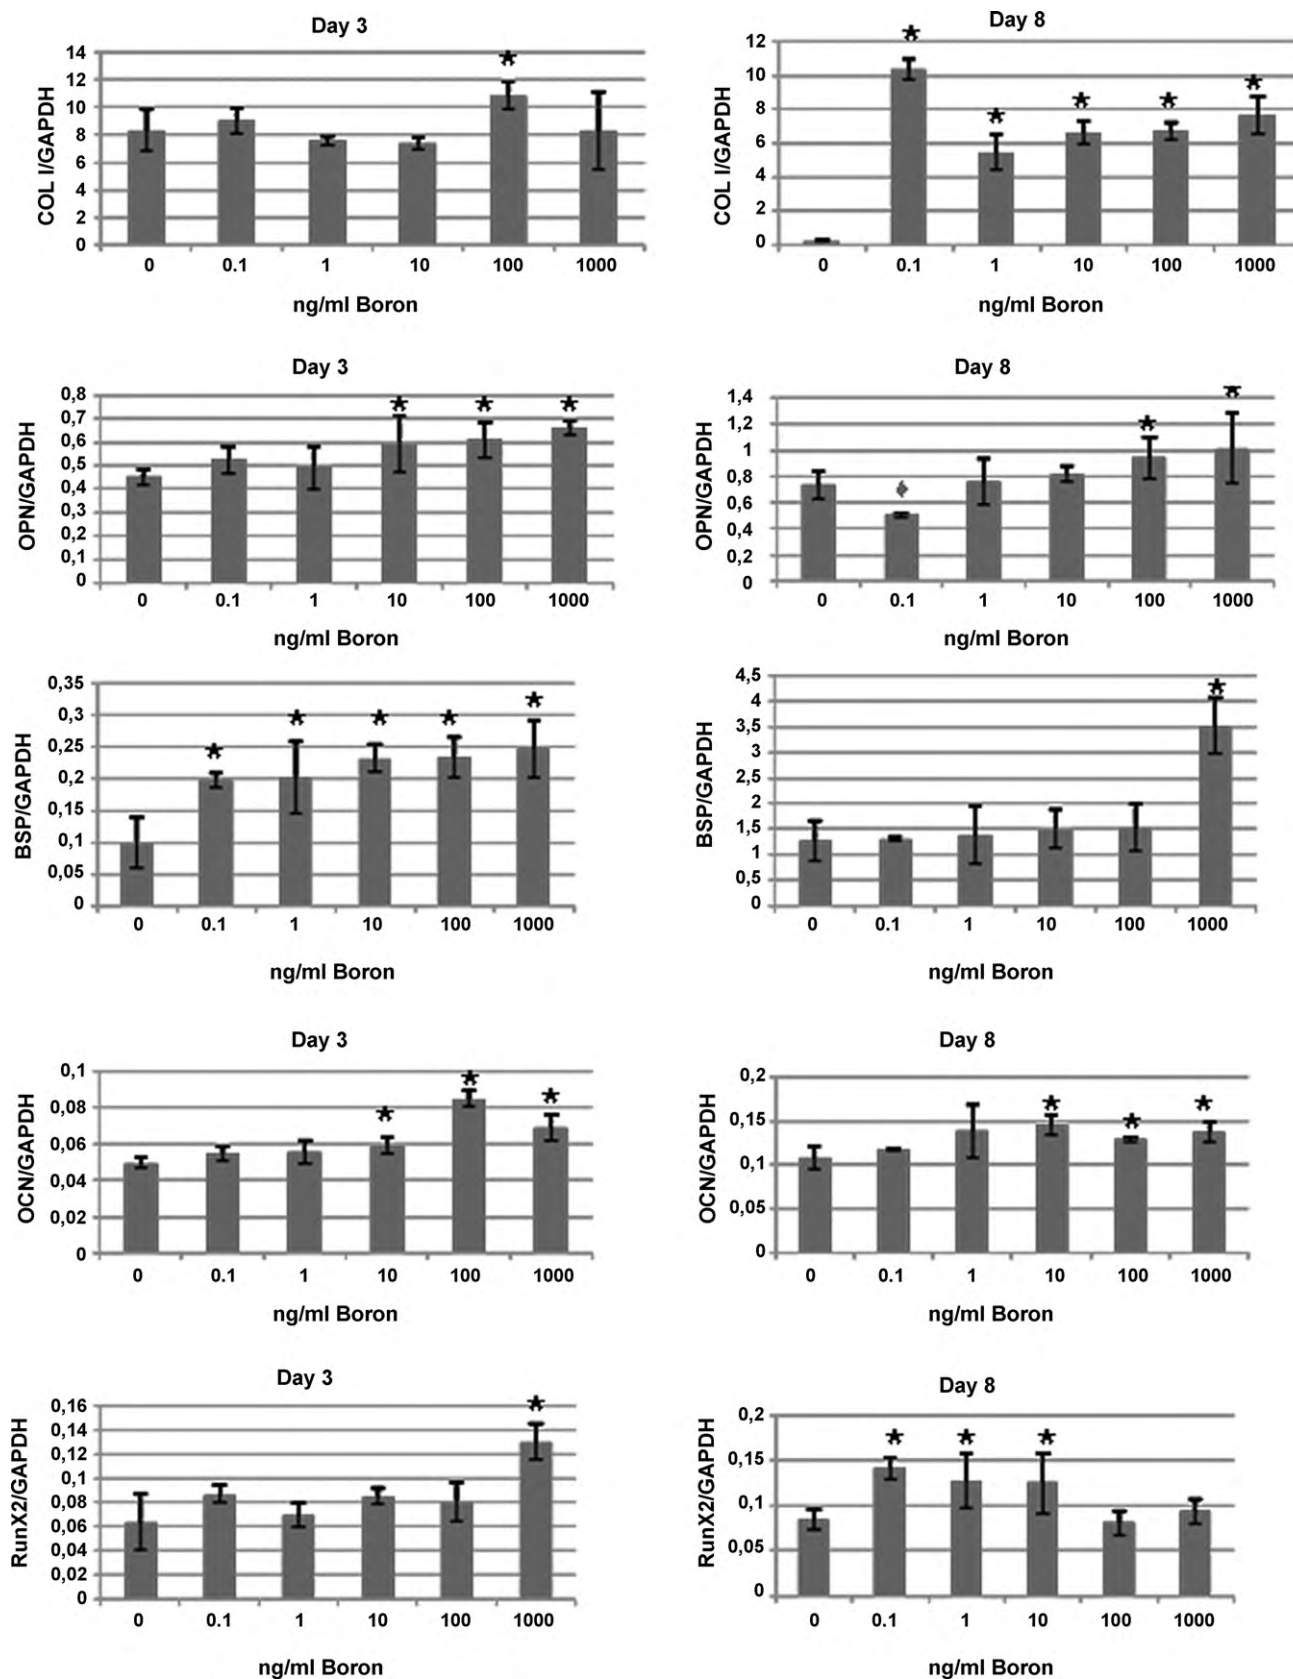 Day 3
COL I/GAPDH
14
12
10
8
6
4
2
0
0 0.1 1 10 100 1000
ng/ml Boron
Day 8
COL I/GAPDH
12
10
8
6
4
2
0
0 0.1 1 10 100 1000
ng/ml Boron
Day 3
OPN/GAPDH
0,8
0,7
0,6
0,5
0,4
0,3
0,2
0,1
0
0 0.1 1 10 100 1000
ng/ml Boron
Day 8
OPN/GAPDH
1,4
1,2
1
0,8
0,6
0,4
0,2
0
0 0.1 1 10 100 1000
ng/ml Boron
BSP/GAPDH
0,35
0,3
0,25
0,2
0,15
0,1
0,05
0
0 0.1 1 10 100 1000
ng/ml Boron
BSP/GAPDH
4,5
4
3,5
3
2,5
2
1,5
1
0,5
0
0 0.1 1 10 100 1000
ng/ml Boron
Day 3
OCN/GAPDH
0,1
0,08
0,06
0,04
0,02
0
0 0.1 1 10 100 1000
ng/ml Boron
Day 8
OCN/GAPDH
0,2
0,15
0,1
0,05
0
0 0.1 1 10 100 1000
ng/ml Boron
Day 3
RunX2/GAPDH
0,16
0,14
0,12
0,1
0,08
0,06
0,04
0,02
0
0 0.1 1 10 100 1000
ng/ml Boron
Day 8
RunX2/GAPDH
0,2
0,15
0,1
0,05
0
0 0.1 1 10 100 1000
ng/ml Boron